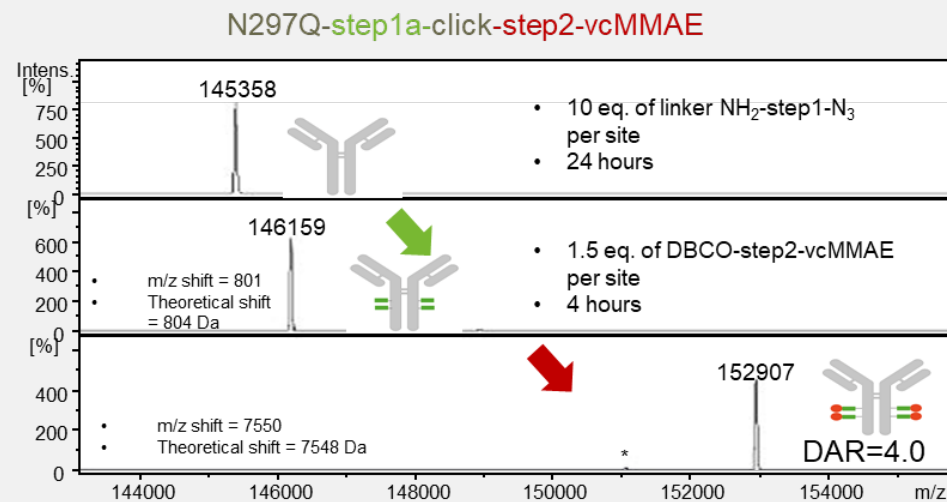 N297Q-step1a-click-step2-vcMMAE
Intens.
[%]
750
500
250
0
145358
• 10 eq. of linker NH₂-step1-N₃
per site
• 24 hours
[%]
600
400
200
0
146159
• m/z shift = 801
• Theoretical shift
= 804 Da
• 1.5 eq. of DBCO-step2-vcMMAE
per site
• 4 hours
[%]
400
200
0
152907
• m/z shift = 7550
• Theoretical shift = 7548 Da
*
DAR=4.0
144000 146000 148000 150000 152000 154000 m/z